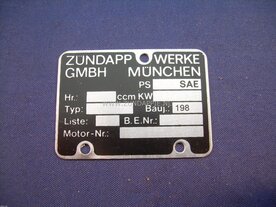 ZÜNDAPP WERKE
GMBH MÜNCHEN
PS SAE
Hr.: ccm KW
Typ: Bauj.: 198
Liste: B.E.Nr.:
Motor-Nr.: